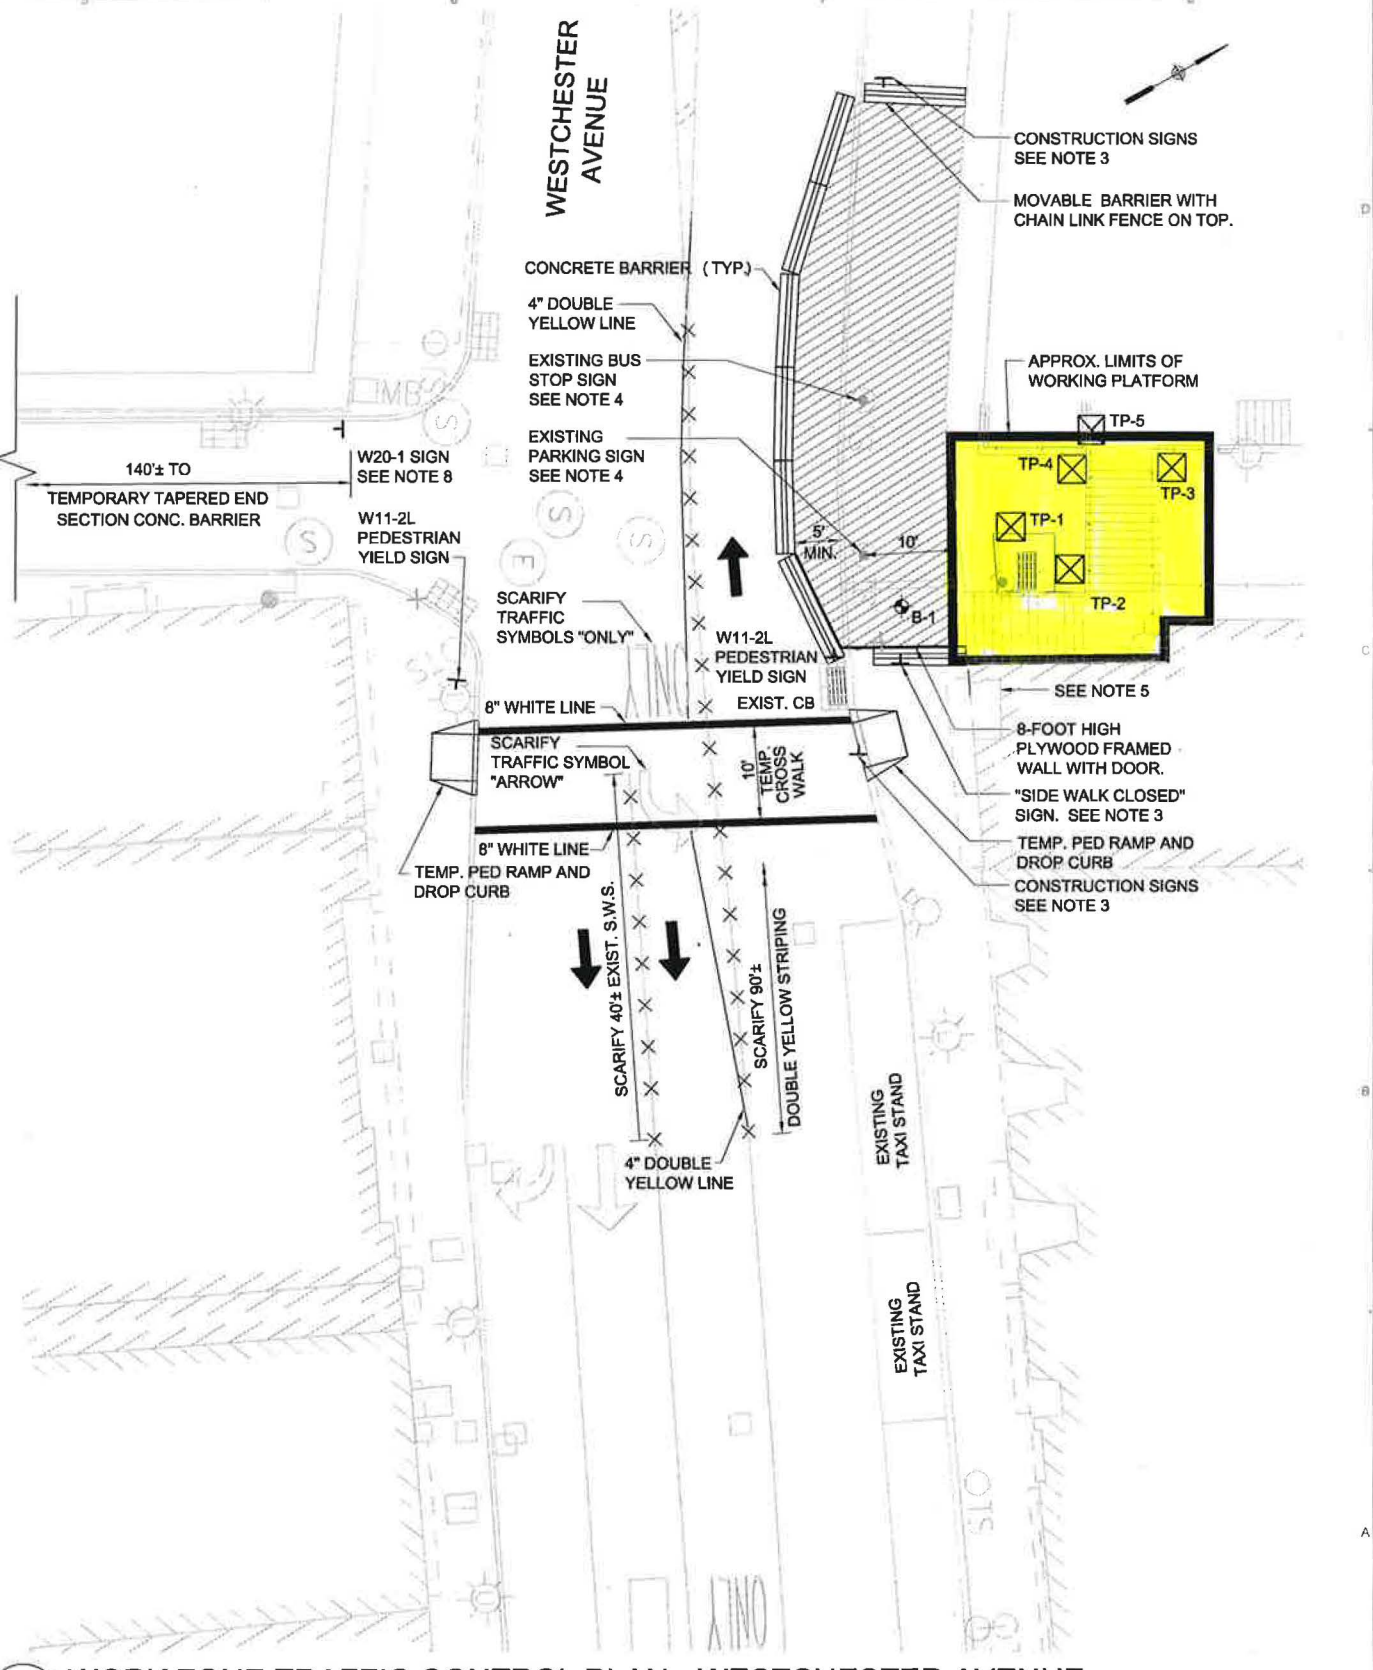 WESTCHESTER
AVENUE
CONSTRUCTION SIGNS
SEE NOTE 3
MOVABLE BARRIER WITH
CHAIN LINK FENCE ON TOP.
D
CONCRETE BARRIER (TYP.)
4" DOUBLE
YELLOW LINE
EXISTING BUS
STOP SIGN
SEE NOTE 4
APPROX. LIMITS OF
WORKING PLATFORM
TP-5
EXISTING
PARKING SIGN
SEE NOTE 4
TP-4
TP-3
W20-1 SIGN
SEE NOTE 8
140'± TO
TEMPORARY TAPERED END
SECTION CONC. BARRIER
S
S
S
S
E
W11-2L
PEDESTRIAN
YIELD SIGN
TP-1
5'
MIN.
10'
TP-2
B-1
SCARIFY
TRAFFIC
SYMBOLS "ONLY"
ONLY
W11-2L
PEDESTRIAN
YIELD SIGN
EXIST. CB
C
SEE NOTE 5
8" WHITE LINE
8-FOOT HIGH
PLYWOOD FRAMED
WALL WITH DOOR.
SCARIFY
TRAFFIC SYMBOL
"ARROW"
10'
TEMP.
CROSS
WALK
"SIDE WALK CLOSED"
SIGN. SEE NOTE 3
8" WHITE LINE
TEMP. PED RAMP AND
DROP CURB
TEMP. PED RAMP AND
DROP CURB
CONSTRUCTION SIGNS
SEE NOTE 3
SCARIFY 40'± EXIST. S.W.S.
SCARIFY 90'±
DOUBLE YELLOW STRIPING
B
EXISTING
TAXI STAND
4" DOUBLE
YELLOW LINE
EXISTING
TAXI STAND
A
ONLY
WORK ZONE TRAFFIC CONTROL PLAN - WESTCHESTER AVENUE